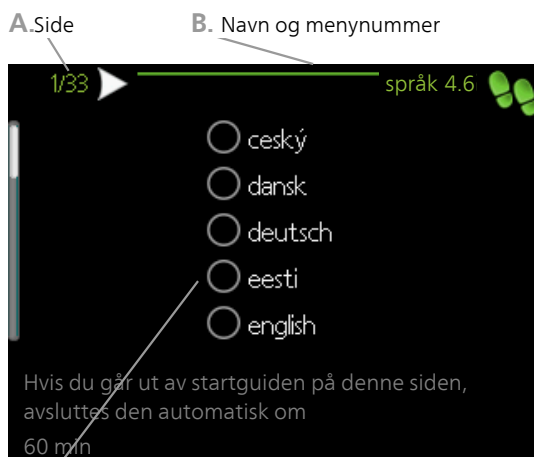 A. Side
B. Navn og menynummer
1/33
språk 4.6
ceský
dansk
deutsch
eesti
english
Hvis du går ut av startguiden på denne siden,
avsluttes den automatisk om
60 min